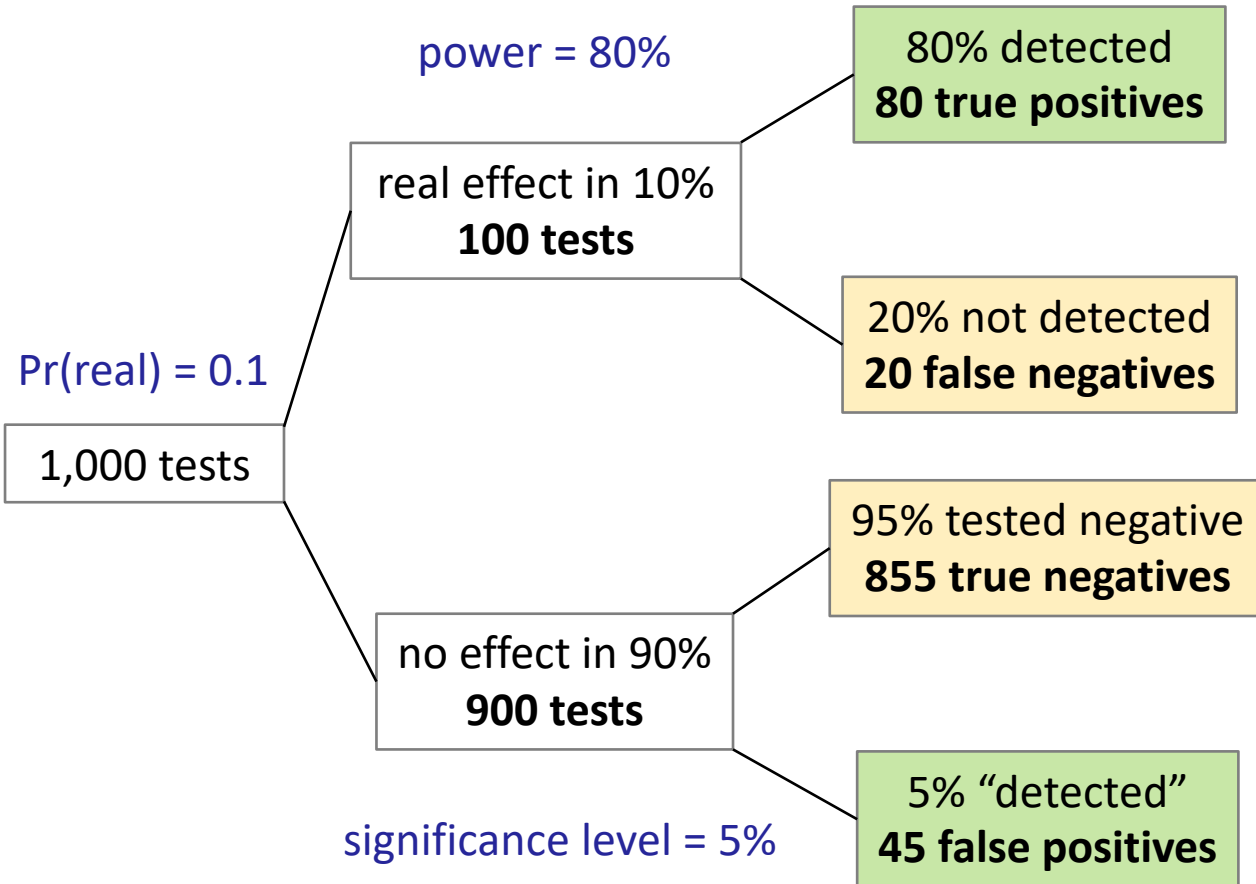 power = 80%
80% detected
80 true positives
real effect in 10%
100 tests
20% not detected
20 false negatives
Pr(real) = 0.1
1,000 tests
95% tested negative
855 true negatives
no effect in 90%
900 tests
5% “detected”
45 false positives
significance level = 5%